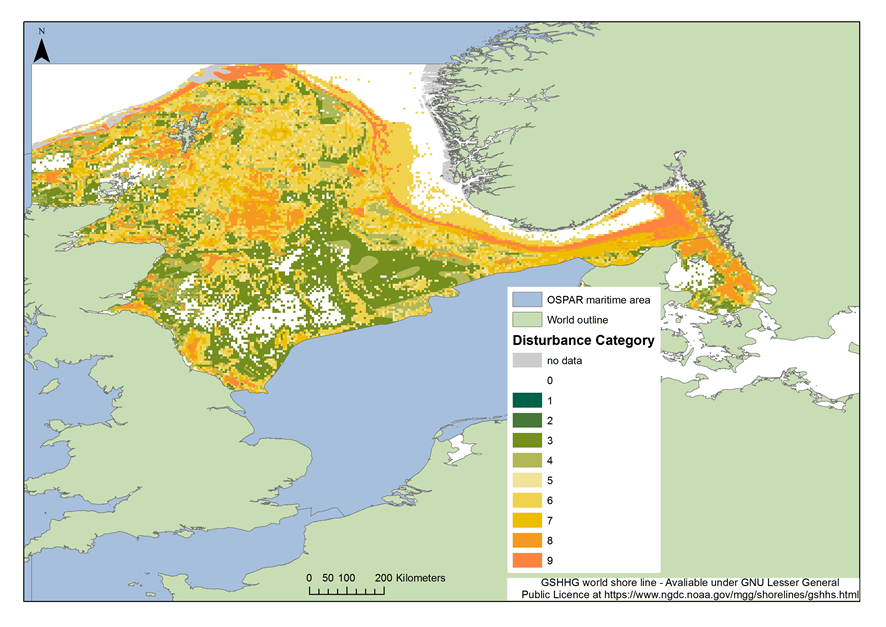 N
OSPAR maritime area
World outline
Disturbance Category
no data
0
1
2
3
4
5
6
7
8
9
0 50 100 200 Kilometers
GSHHG world shore line - Avaliable under GNU Lesser General
Public Licence at https://www.ngdc.noaa.gov/mgg/shorelines/gshhs.html